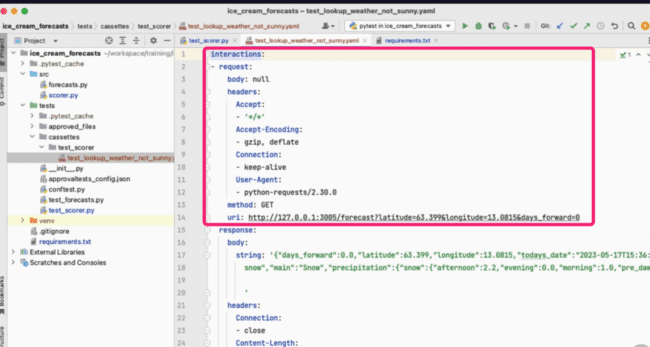 ice_cream_forecasts – test_lookup_weather_not_sunny.yaml
ice_cream_forecasts tests cassettes test_scorer test_lookup_weather_not_sunny.yaml pytest in ice_cream_forecasts Git:
Project test_scorer.py test_lookup_weather_not_sunny.yaml requirements.txt
Project
Commit
Bookmarks
ice_cream_forecasts ~/workspace/training/
.pytest_cache
src
forecasts.py
scorer.py
tests
.pytest_cache
approved_files
cassettes
test_scorer
test_lookup_weather_not_sunny.yaml
__init__.py
approvaltests_config.json
conftest.py
test_forecasts.py
test_scorer.py
venv
.gitignore
requirements.txt
External Libraries
Scratches and Consoles
1 interactions:
2 - request:
3 body: null
4 headers:
5 Accept:
6 - '*/*'
7 Accept-Encoding:
8 - gzip, deflate
9 Connection:
10 - keep-alive
11 User-Agent:
12 - python-requests/2.30.0
13 method: GET
14 uri: http://127.0.0.1:3005/forecast?latitude=63.399&longitude=13.0815&days_forward=0
15 response:
16 body:
17 string: '{"days_forward":0.0,"latitude":63.399,"longitude":13.0815,"todays_date":"2023-05-17T15:36:
18 snow","main":"Snow","precipitation":{"snow":{"afternoon":2.2,"evening":0.0,"morning":1.0,"pre_daw
19
20 '
21 headers:
22 Connection:
23 - close
24 Content-Length:
1